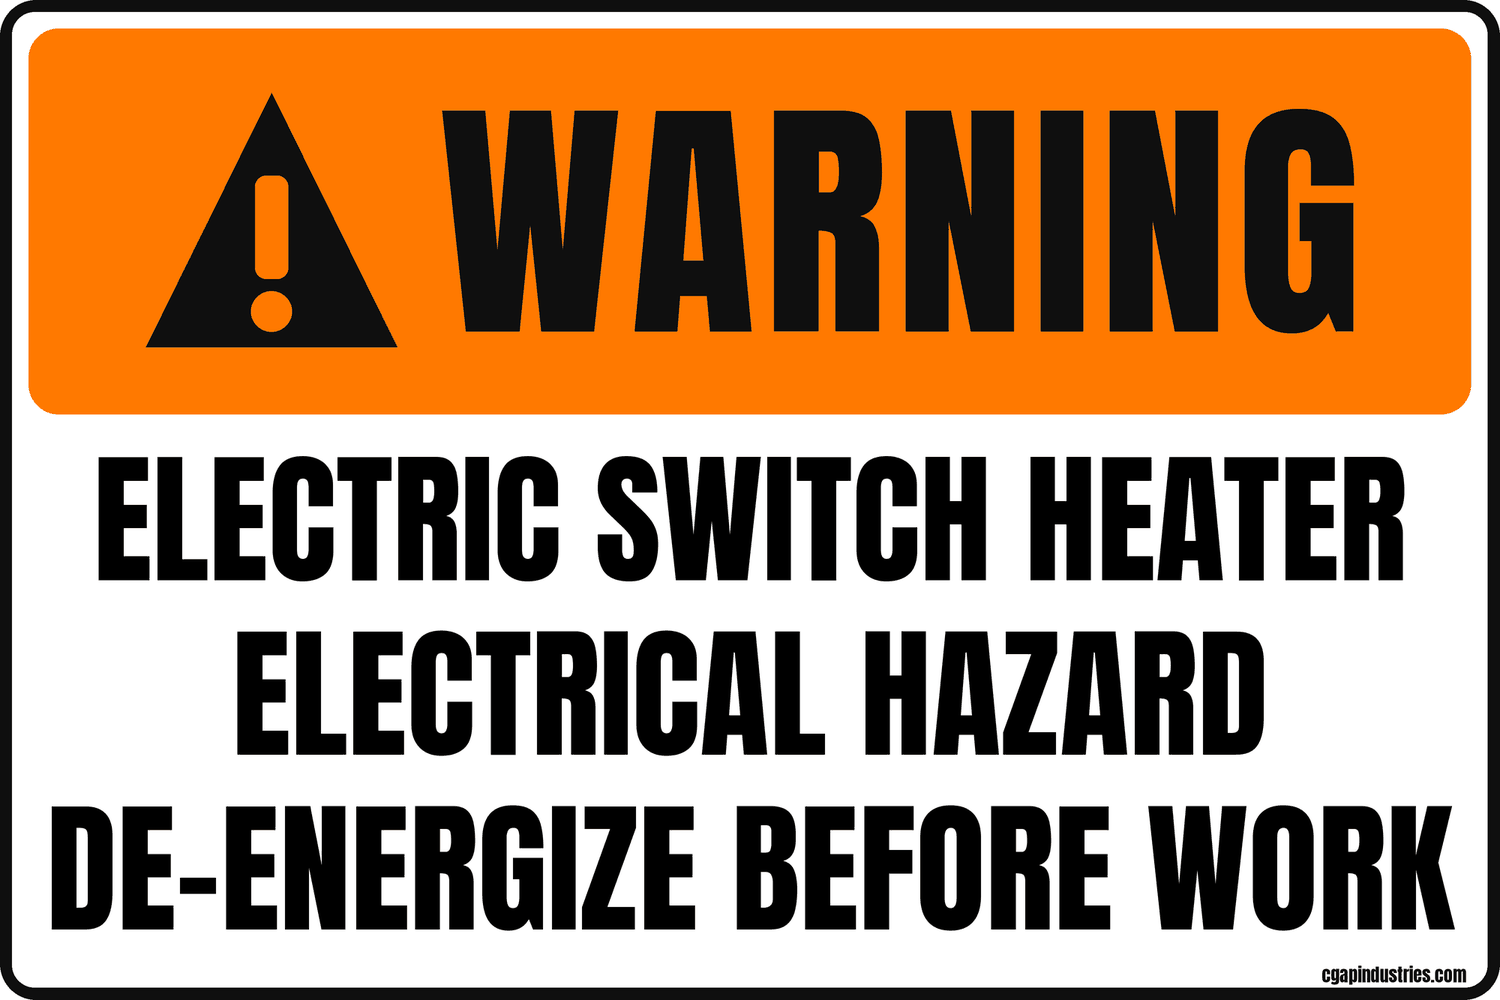 WARNING
ELECTRIC SWITCH HEATER
ELECTRICAL HAZARD
DE-ENERGIZE BEFORE WORK
cgapindustries.com